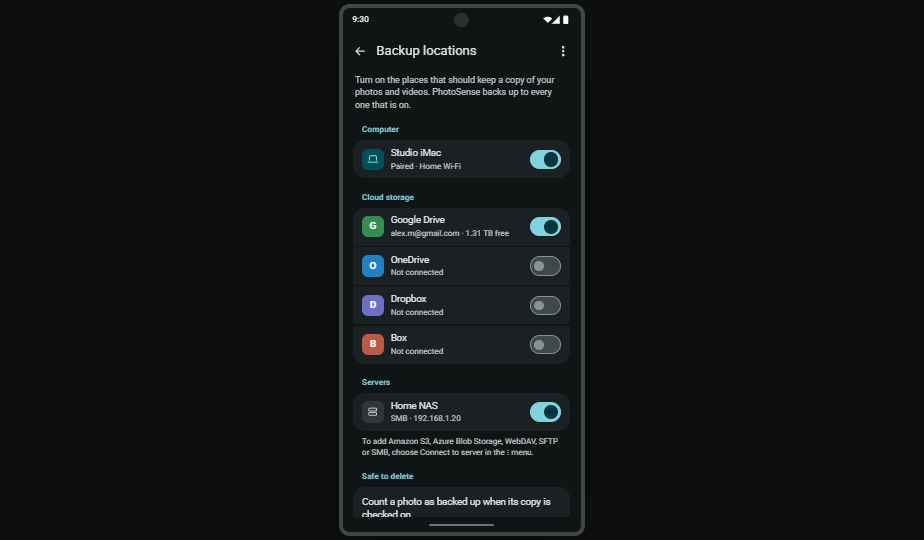 9:30
Backup locations
Turn on the places that should keep a copy of your
photos and videos. PhotoSense backs up to every
one that is on.
Computer
Studio iMac
Paired · Home Wi-Fi
Cloud storage
G
Google Drive
alex.m@gmail.com · 1.31 TB free
O
OneDrive
Not connected
D
Dropbox
Not connected
B
Box
Not connected
Servers
Home NAS
SMB · 192.168.1.20
To add Amazon S3, Azure Blob Storage, WebDAV, SFTP
or SMB, choose Connect to server in the ⋮ menu.
Safe to delete
Count a photo as backed up when its copy is
checked on